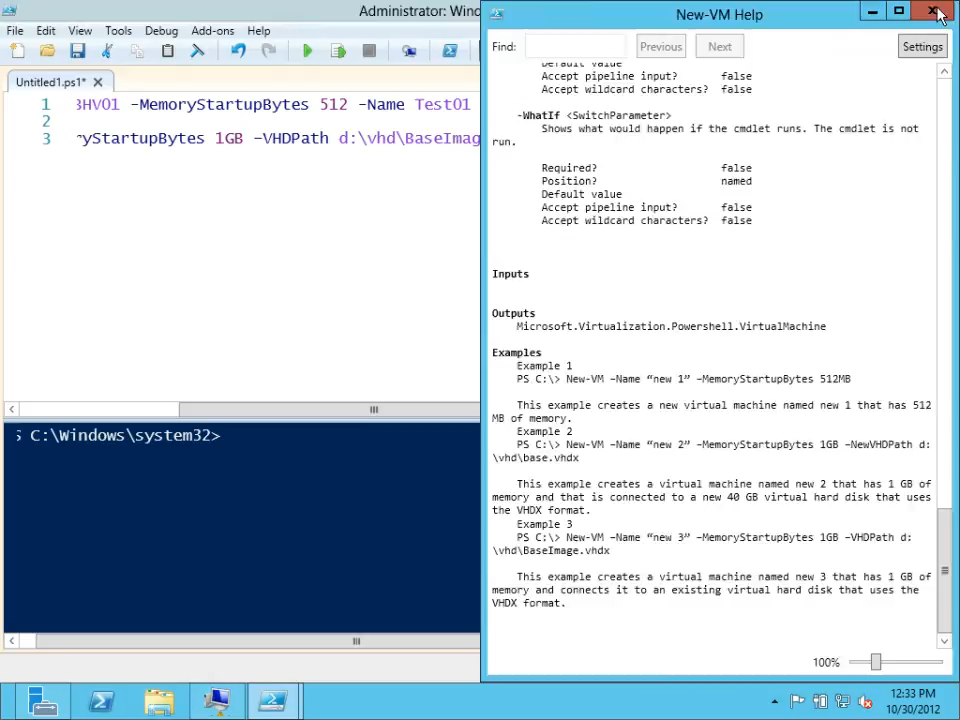 Administrator: Win
File Edit View Tools Debug Add-ons Help
Untitled1.ps1* X
1 3HV01 -MemoryStartupBytes 512 -Name Test01
2
3 ryStartupBytes 1GB –VHDPath d:\vhd\BaseImag
C:\Windows\system32>
New-VM Help
Find: Previous Next Settings
Default value
Accept pipeline input? false
Accept wildcard characters? false
-WhatIf <SwitchParameter>
Shows what would happen if the cmdlet runs. The cmdlet is not
run.
Required? false
Position? named
Default value
Accept pipeline input? false
Accept wildcard characters? false
Inputs
Outputs
Microsoft.Virtualization.Powershell.VirtualMachine
Examples
Example 1
PS C:\> New-VM –Name “new 1” –MemoryStartupBytes 512MB
This example creates a new virtual machine named new 1 that has 512
MB of memory.
Example 2
PS C:\> New-VM –Name “new 2” –MemoryStartupBytes 1GB –NewVHDPath d:
\vhd\base.vhdx
This example creates a virtual machine named new 2 that has 1 GB of
memory and that is connected to a new 40 GB virtual hard disk that uses
the VHDX format.
Example 3
PS C:\> New-VM –Name “new 3” –MemoryStartupBytes 1GB –VHDPath d:
\vhd\BaseImage.vhdx
This example creates a virtual machine named new 3 that has 1 GB of
memory and connects it to an existing virtual hard disk that uses the
VHDX format.
100%
12:33 PM
10/30/2012